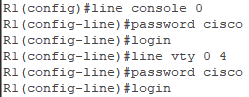 R1(config)#line console 0
R1(config-line)#password cisco
R1(config-line)#login
R1(config-line)#line vty 0 4
R1(config-line)#password cisco
R1(config-line)#login